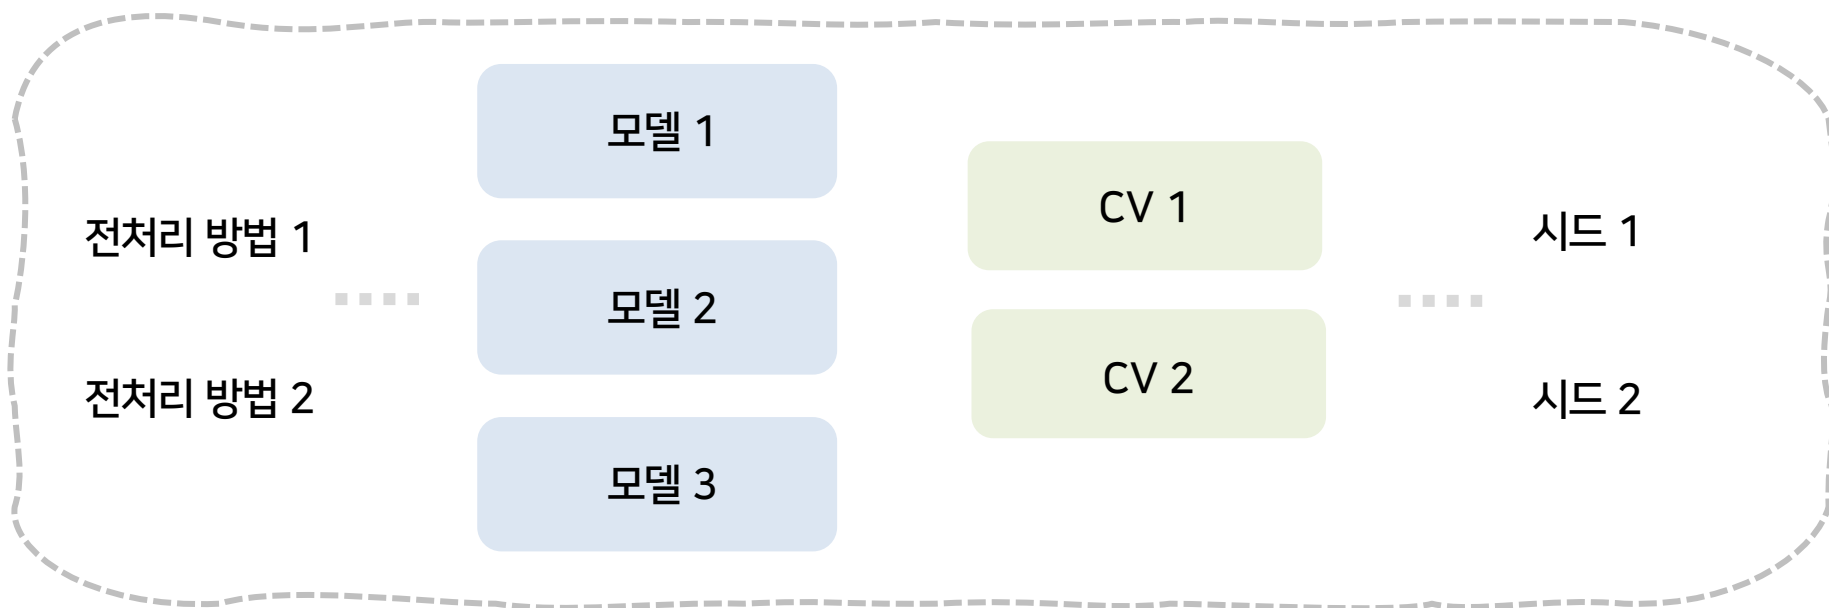 전처리 방법 1
전처리 방법 2
모델 1
모델 2
모델 3
CV 1
CV 2
시드 1
시드 2